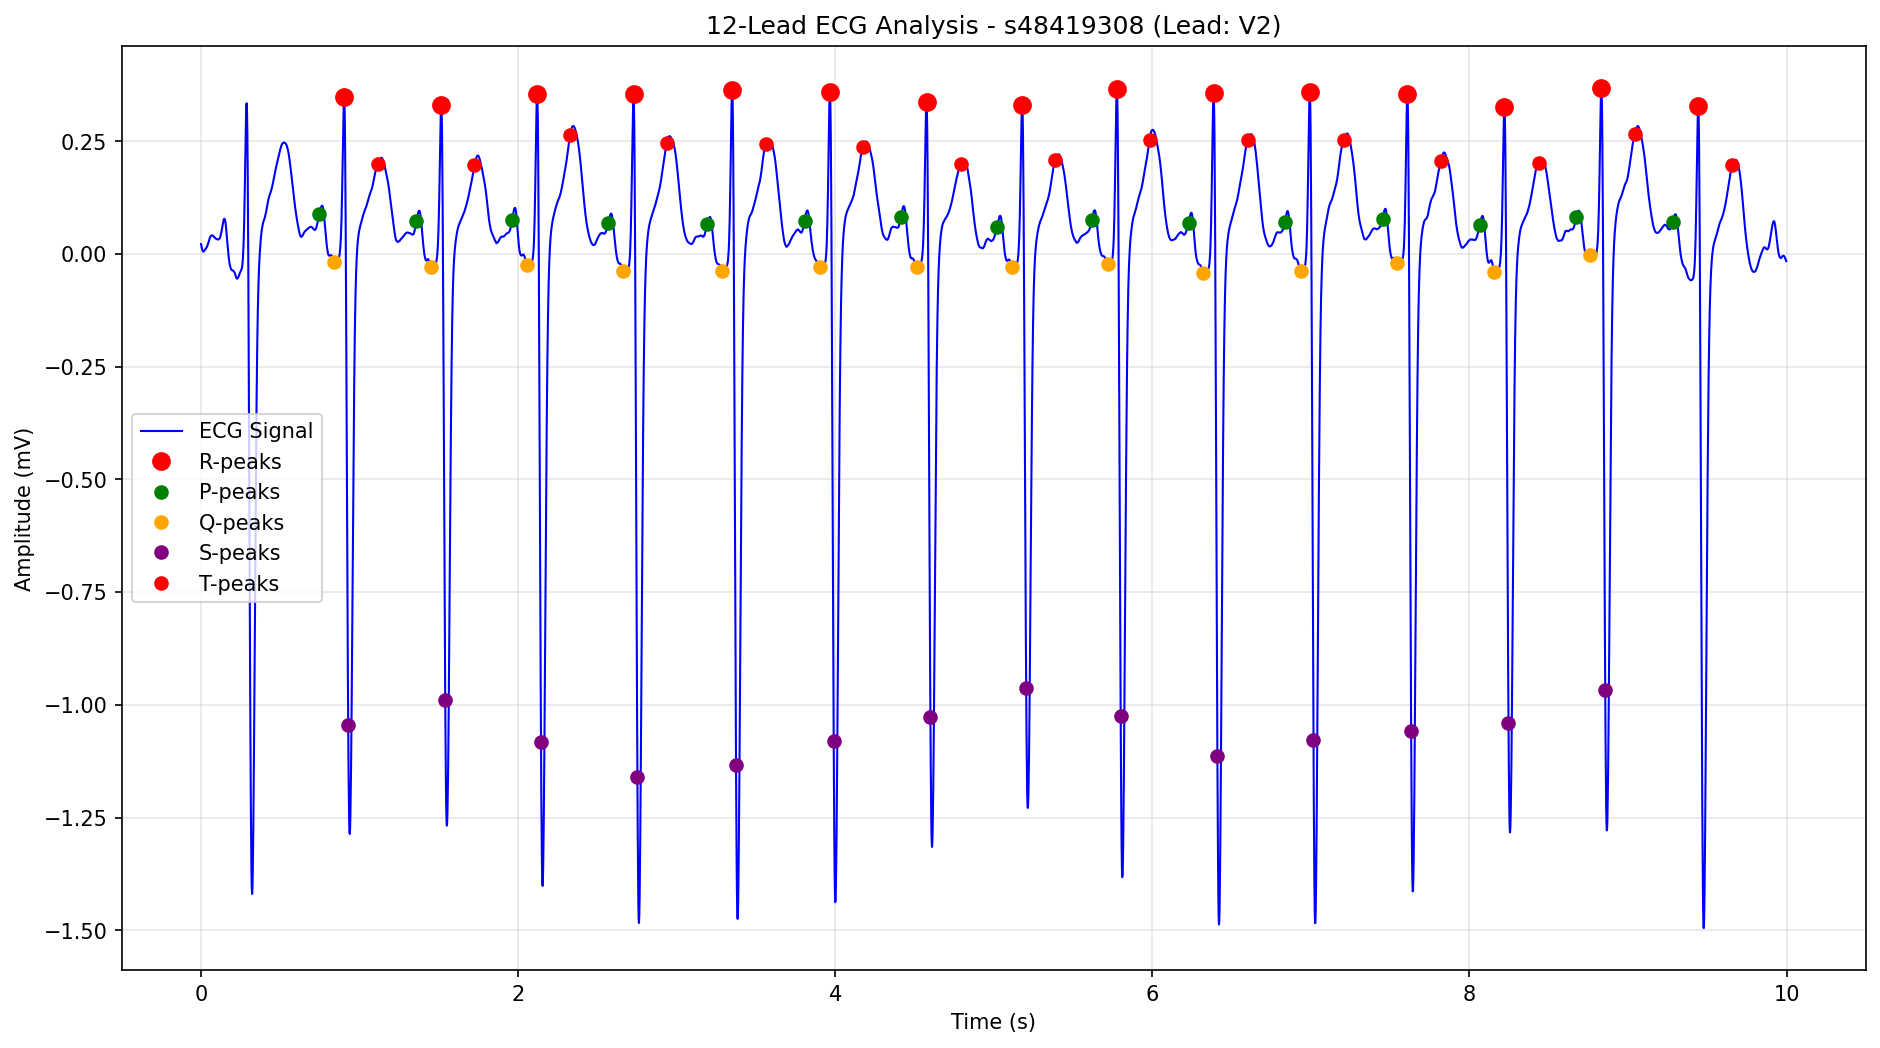 12-Lead ECG Analysis - s48419308 (Lead: V2)
Amplitude (mV)
0.25
0.00
−0.25
−0.50
−0.75
−1.00
−1.25
−1.50
ECG Signal
R-peaks
P-peaks
Q-peaks
S-peaks
T-peaks
0 2 4 6 8 10
Time (s)